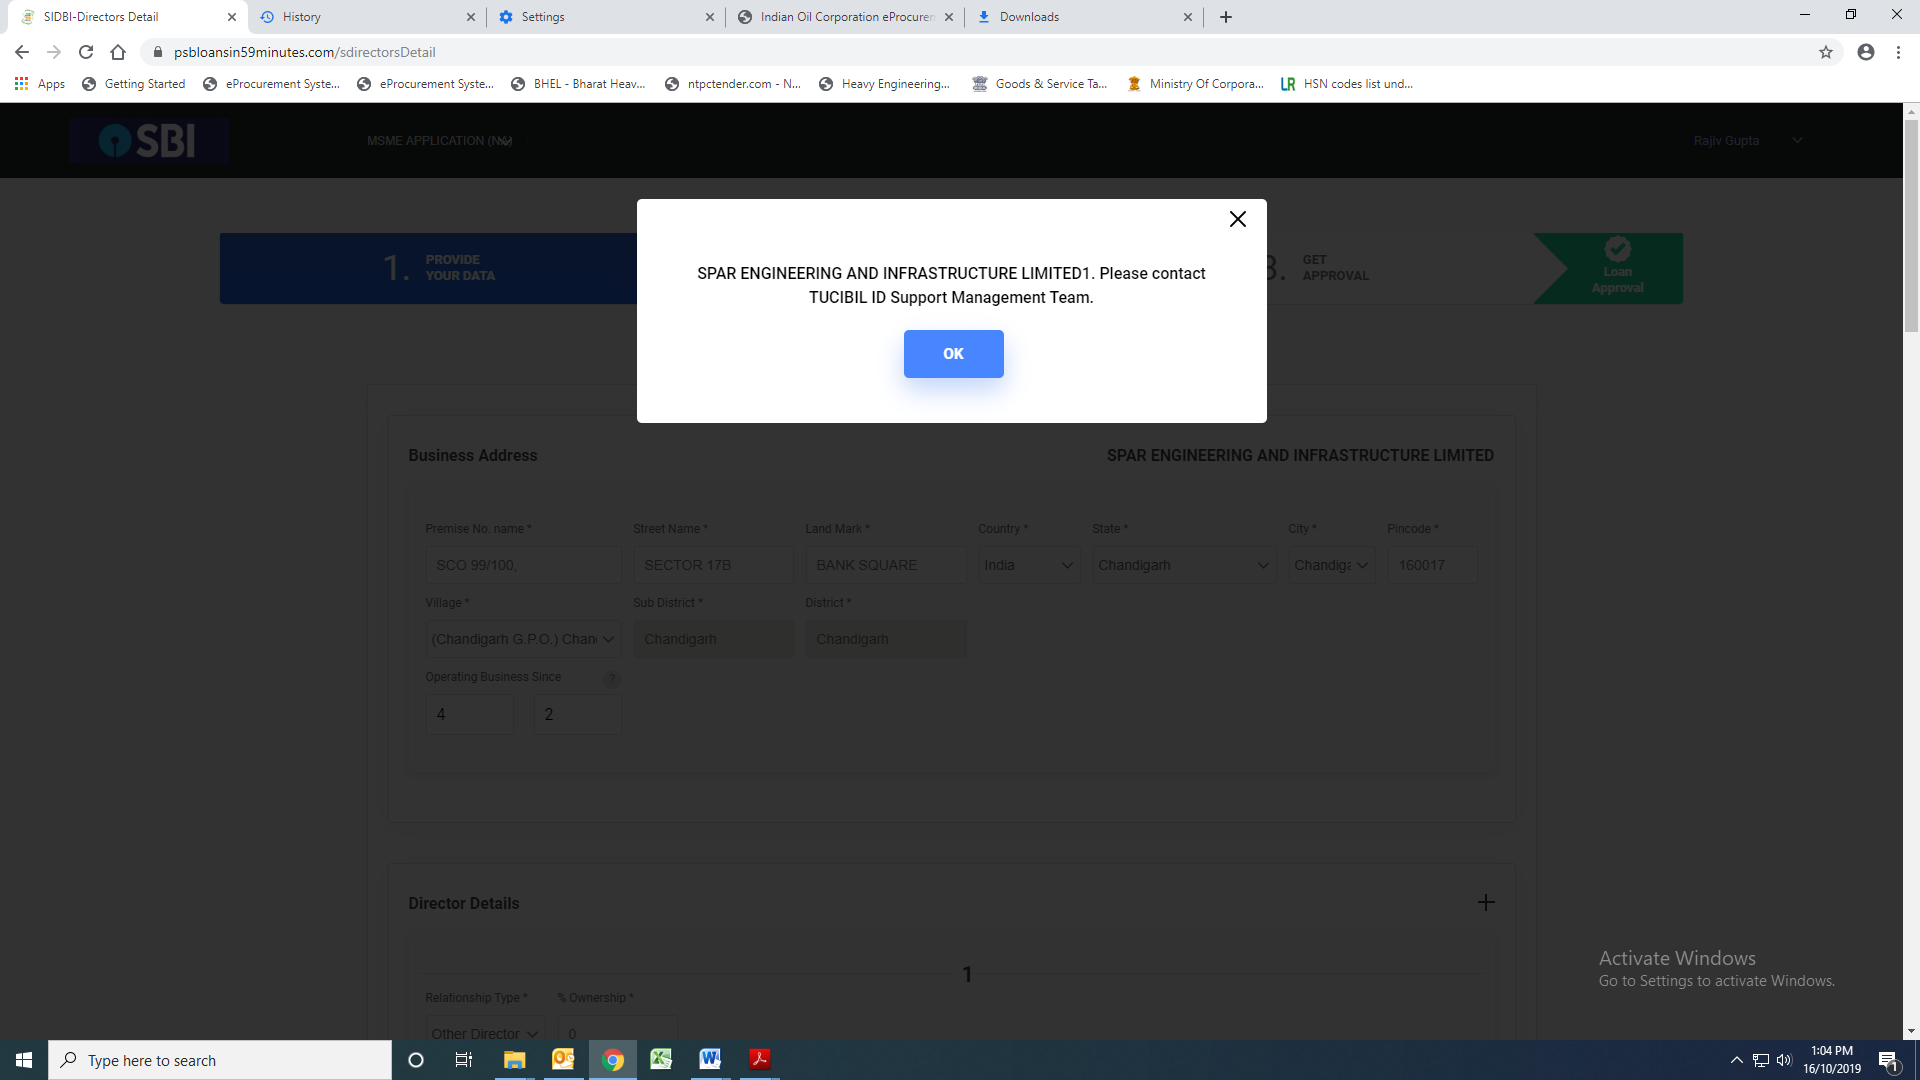 SIDBI-Directors Detail
History
Settings
Indian Oil Corporation eProcurem
Downloads
psbloansin59minutes.com/sdirectorsDetail
Apps
Getting Started
eProcurement Syste...
eProcurement Syste...
BHEL - Bharat Heav...
ntpctender.com - N...
Heavy Engineering...
Goods & Service Ta...
Ministry Of Corpora...
LR HSN codes list und...
SBI
MSME APPLICATION (NA)
Rajiv Gupta
1. PROVIDE
YOUR DATA
3. GET
APPROVAL
Loan
Approval
SPAR ENGINEERING AND INFRASTRUCTURE LIMITED1. Please contact
TUCIBIL ID Support Management Team.
OK
Business Address
SPAR ENGINEERING AND INFRASTRUCTURE LIMITED
Premise No. name * Street Name * Land Mark * Country * State * City * Pincode *
SCO 99/100, SECTOR 17B BANK SQUARE India Chandigarh Chandiga 160017
Village * Sub District * District *
(Chandigarh G.P.O.) Chan Chandigarh Chandigarh
Operating Business Since ?
4 2
Director Details
1
Relationship Type * % Ownership *
Other Director 0
Activate Windows
Go to Settings to activate Windows.
Type here to search
1:04 PM
16/10/2019
1